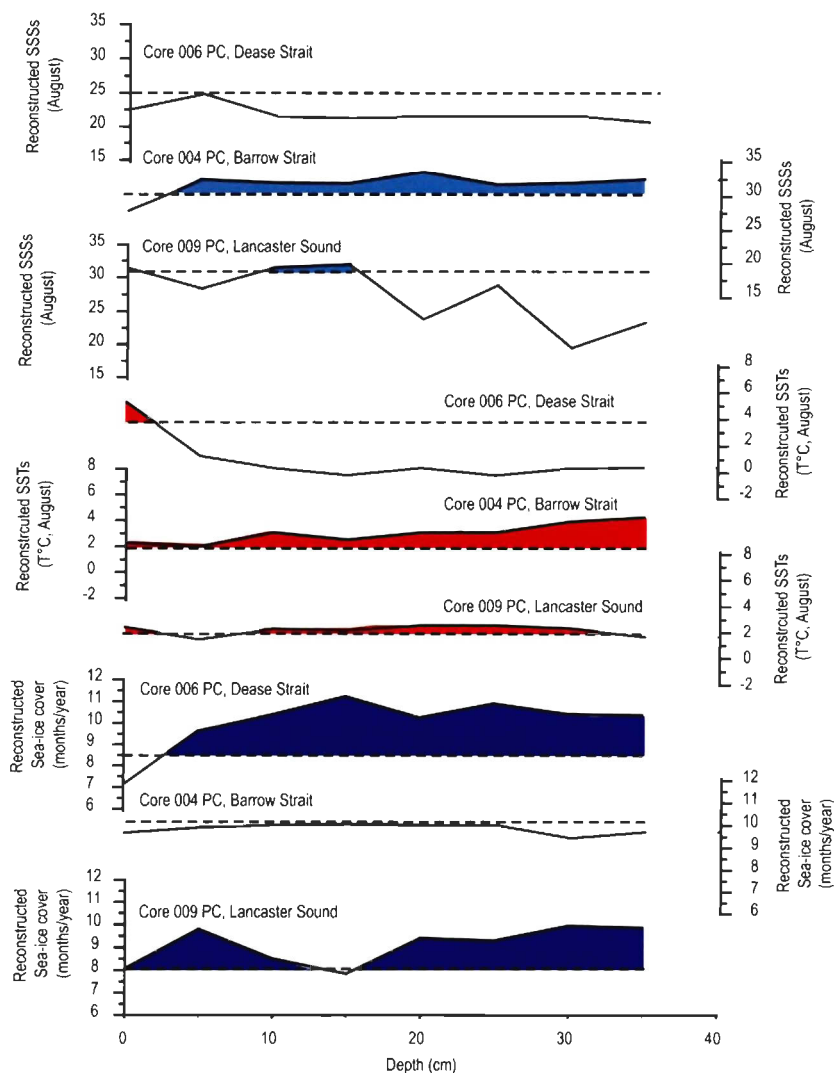 Reconstructed SSSs
(August)
35
30
25
20
15
Core 006 PC, Dease Strait
Core 004 PC, Barrow Strait
35
30
25
20
15
Reconstructed SSSs
(August)
Reconstructed SSSs
(August)
35
30
25
20
15
Core 009 PC, Lancaster Sound
Core 006 PC, Dease Strait
8
6
4
2
0
-2
Reconstrcuted SSTs
(T°C, August)
Reconstrcuted SSTs
(T°C, August)
8
6
4
2
0
-2
Core 004 PC, Barrow Strait
Core 009 PC, Lancaster Sound
8
6
4
2
0
-2
Reconstrcuted SSTs
(T°C, August)
Reconstructed
Sea-ice cover
(months/year)
12
11
10
9
8
7
6
Core 006 PC, Dease Strait
Core 004 PC, Barrow Strait
12
11
10
9
8
7
6
Reconstructed
Sea-ice cover
(months/year)
Reconstructed
Sea-ice cover
(months/year)
12
11
10
9
8
7
6
Core 009 PC, Lancaster Sound
0 10 20 30 40
Depth (cm)